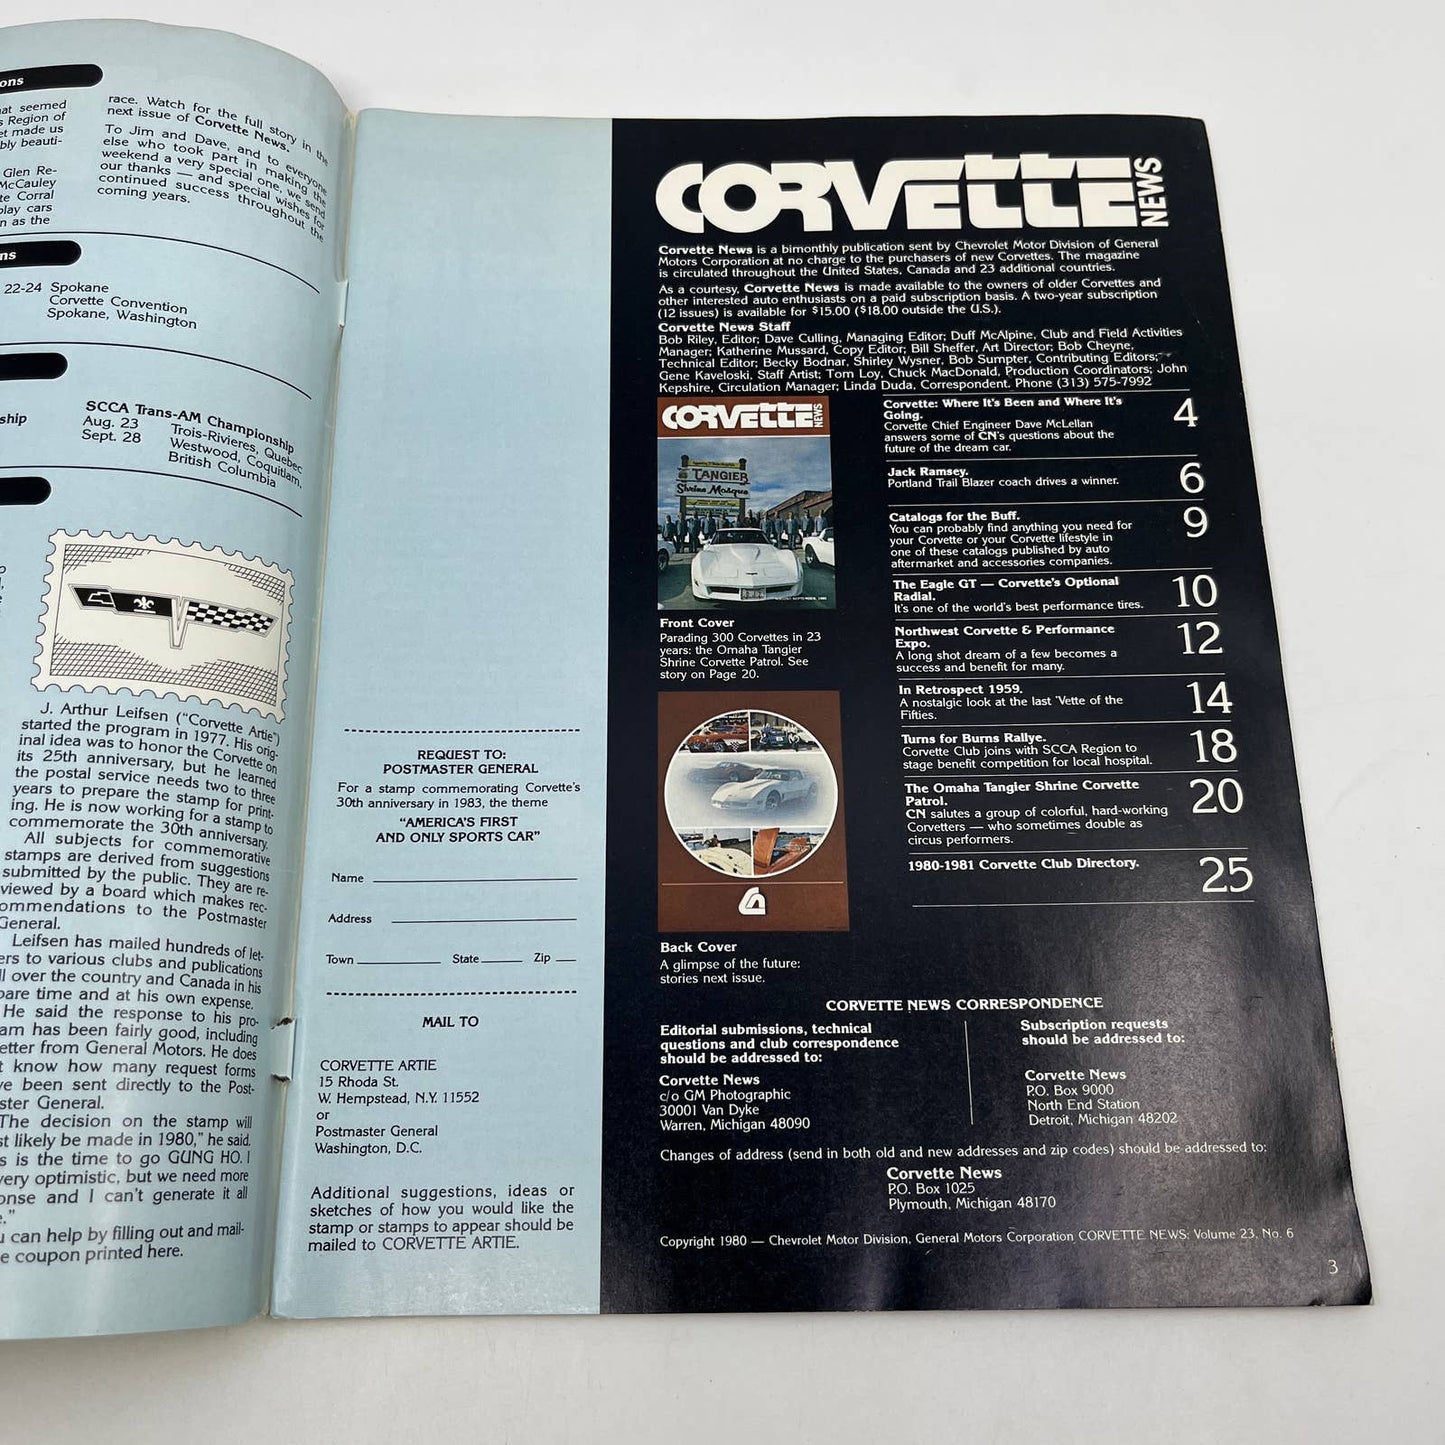 ons
hat seemed
s Region of
et made us
bly beauti-
Glen Re-
McCauley
te Corral
play cars
n as the
race. Watch for the full story in the
next issue of Corvette News.
To Jim and Dave, and to everyone
else who took part in making the
weekend a very special one, we send
our thanks — and special wishes for
continued success throughout the
coming years.
ns
22-24 Spokane
Corvette Convention
Spokane, Washington
ship
SCCA Trans-AM Championship
Aug. 23 Trois-Rivieres, Quebec
Sept. 28 Westwood, Coquitlam,
British Columbia
J. Arthur Leifsen ("Corvette Artie")
started the program in 1977. His orig-
inal idea was to honor the Corvette on
its 25th anniversary, but he learned
the postal service needs two to three
years to prepare the stamp for print-
ing. He is now working for a stamp to
commemorate the 30th anniversary.
All subjects for commemorative
stamps are derived from suggestions
submitted by the public. They are re-
viewed by a board which makes rec-
ommendations to the Postmaster
General.
Leifsen has mailed hundreds of let-
ers to various clubs and publications
ll over the country and Canada in his
pare time and at his own expense.
He said the response to his pro-
am has been fairly good, including
etter from General Motors. He does
t know how many request forms
ve been sent directly to the Post-
ster General.
"The decision on the stamp will
st likely be made in 1980," he said.
s is the time to go GUNG HO. I
very optimistic, but we need more
onse and I can't generate it all
e."
u can help by filling out and mail-
e coupon printed here.
REQUEST TO:
POSTMASTER GENERAL
For a stamp commemorating Corvette's
30th anniversary in 1983, the theme
"AMERICA'S FIRST
AND ONLY SPORTS CAR"
Name
Address
Town State Zip
MAIL TO
CORVETTE ARTIE
15 Rhoda St.
W. Hempstead, N.Y. 11552
or
Postmaster General
Washington, D.C.
Additional suggestions, ideas or
sketches of how you would like the
stamp or stamps to appear should be
mailed to CORVETTE ARTIE.
CORVETTE NEWS
Corvette News is a bimonthly publication sent by Chevrolet Motor Division of General
Motors Corporation at no charge to the purchasers of new Corvettes. The magazine
is circulated throughout the United States, Canada and 23 additional countries.
As a courtesy, Corvette News is made available to the owners of older Corvettes and
other interested auto enthusiasts on a paid subscription basis. A two-year subscription
(12 issues) is available for $15.00 ($18.00 outside the U.S.).
Corvette News Staff
Bob Riley, Editor; Dave Culling, Managing Editor; Duff McAlpine, Club and Field Activities
Manager; Katherine Mussard, Copy Editor; Bill Sheffer, Art Director; Bob Cheyne,
Technical Editor; Becky Bodnar, Shirley Wysner, Bob Sumpter, Contributing Editors;
Gene Kaveloski, Staff Artist; Tom Loy, Chuck MacDonald, Production Coordinators; John
Kepshire, Circulation Manager; Linda Duda, Correspondent. Phone (313) 575-7992
CORVETTE NEWS
TANGIER
Shrine Mosque
Front Cover
Parading 300 Corvettes in 23
years: the Omaha Tangier
Shrine Corvette Patrol. See
story on Page 20.
Back Cover
A glimpse of the future:
stories next issue.
Corvette: Where It's Been and Where It's
Going. 4
Corvette Chief Engineer Dave McLellan
answers some of CN's questions about the
future of the dream car.
Jack Ramsey. 6
Portland Trail Blazer coach drives a winner.
Catalogs for the Buff. 9
You can probably find anything you need for
your Corvette or your Corvette lifestyle in
one of these catalogs published by auto
aftermarket and accessories companies.
The Eagle GT — Corvette's Optional
Radial. 10
It's one of the world's best performance tires.
Northwest Corvette & Performance
Expo. 12
A long shot dream of a few becomes a
success and benefit for many.
In Retrospect 1959. 14
A nostalgic look at the last 'Vette of the
Fifties.
Turns for Burns Rallye. 18
Corvette Club joins with SCCA Region to
stage benefit competition for local hospital.
The Omaha Tangier Shrine Corvette
Patrol. 20
CN salutes a group of colorful, hard-working
Corvetters — who sometimes double as
circus performers.
1980-1981 Corvette Club Directory. 25
CORVETTE NEWS CORRESPONDENCE
Editorial submissions, technical
questions and club correspondence
should be addressed to:
Corvette News
c/o GM Photographic
30001 Van Dyke
Warren, Michigan 48090
Subscription requests
should be addressed to:
Corvette News
P.O. Box 9000
North End Station
Detroit, Michigan 48202
Changes of address (send in both old and new addresses and zip codes) should be addressed to:
Corvette News
P.O. Box 1025
Plymouth, Michigan 48170
Copyright 1980 — Chevrolet Motor Division, General Motors Corporation CORVETTE NEWS: Volume 23, No. 6
3